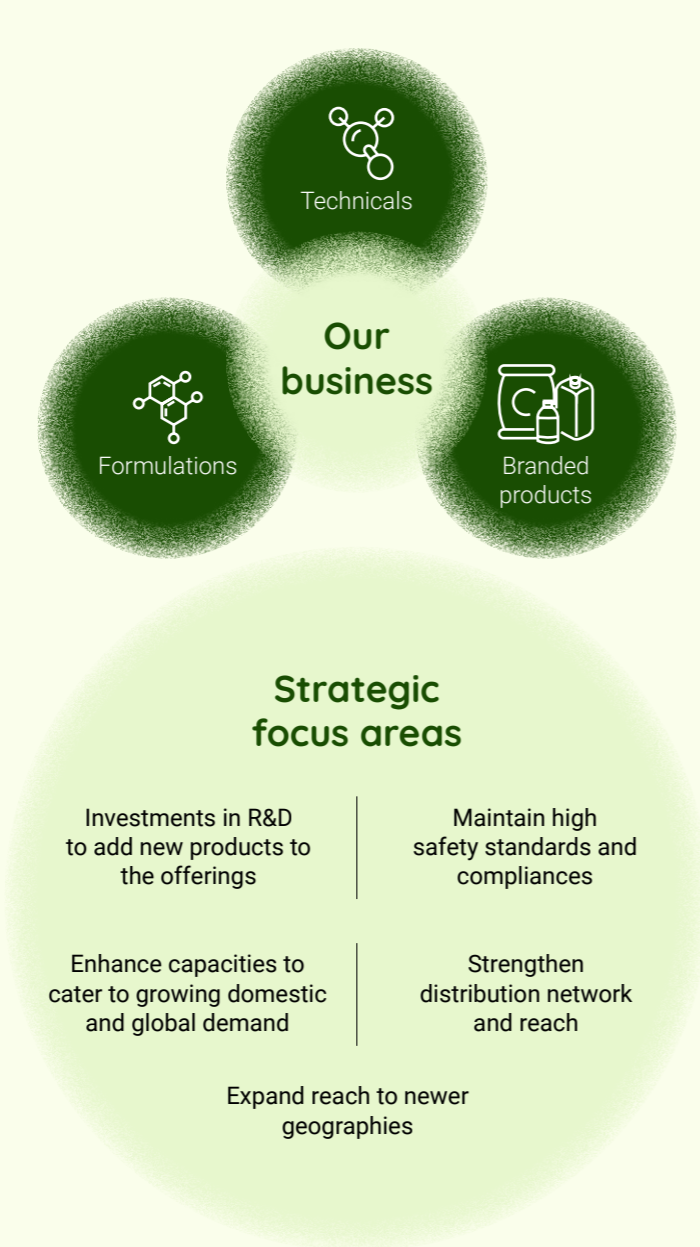 Technicals
Our
business
Formulations
Branded
products
Strategic
focus areas
Investments in R&D
to add new products to
the offerings
Maintain high
safety standards and
compliances
Enhance capacities to
cater to growing domestic
and global demand
Strengthen
distribution network
and reach
Expand reach to newer
geographies